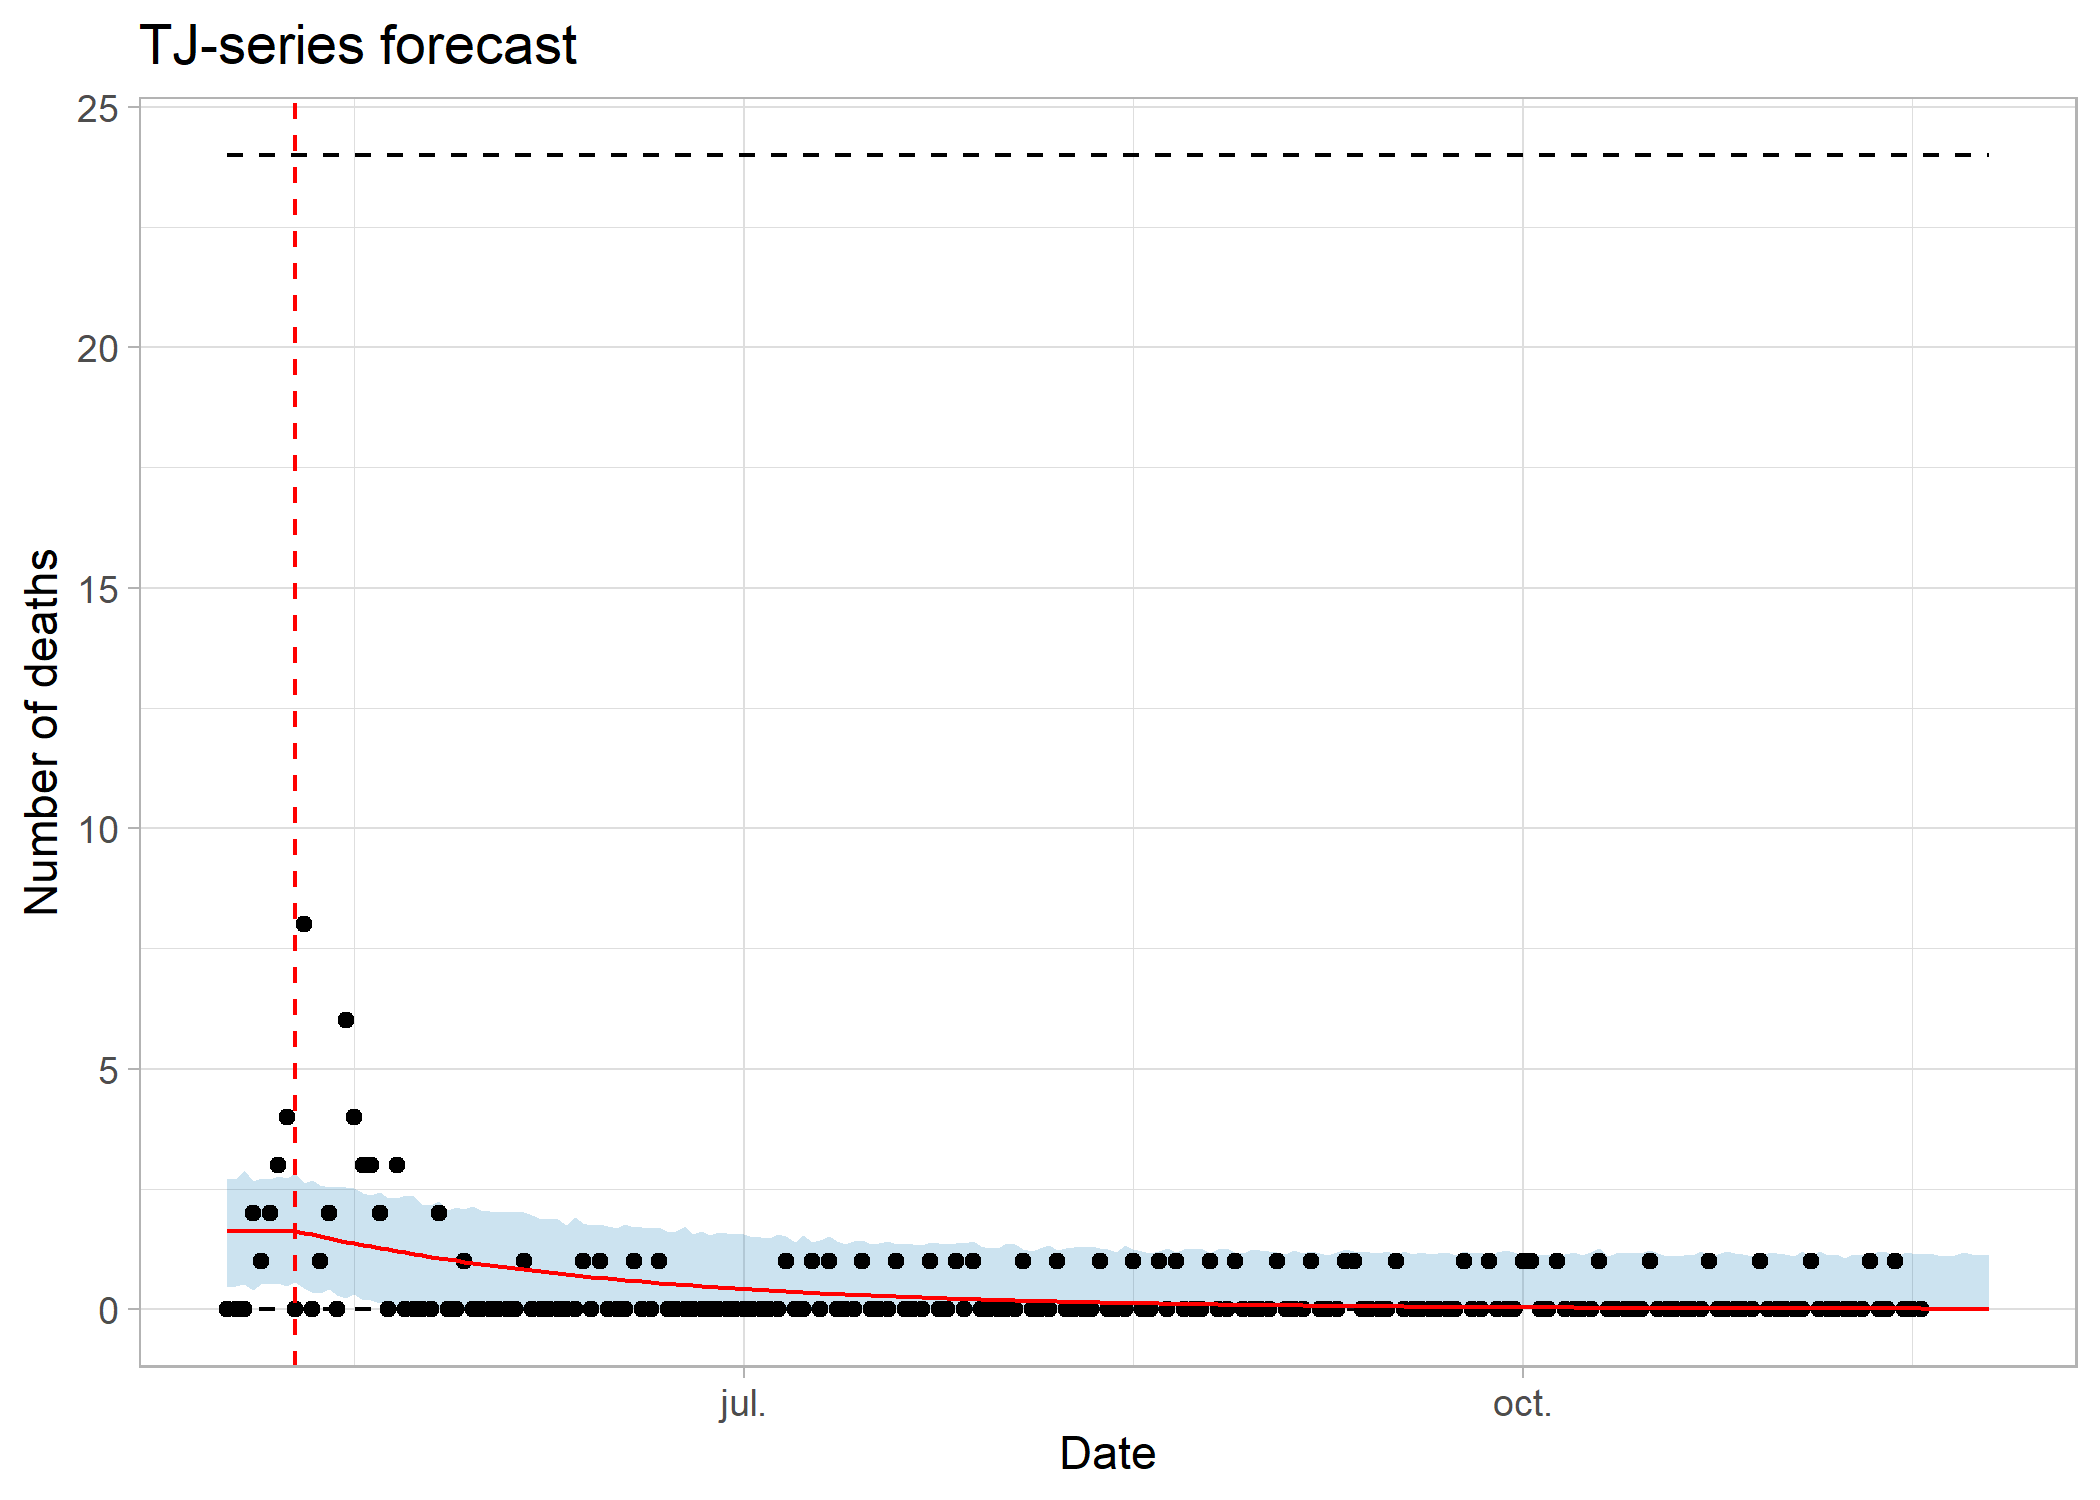 TJ-series forecast
25
20
15
10
5
0
Number of deaths
jul.
oct.
Date